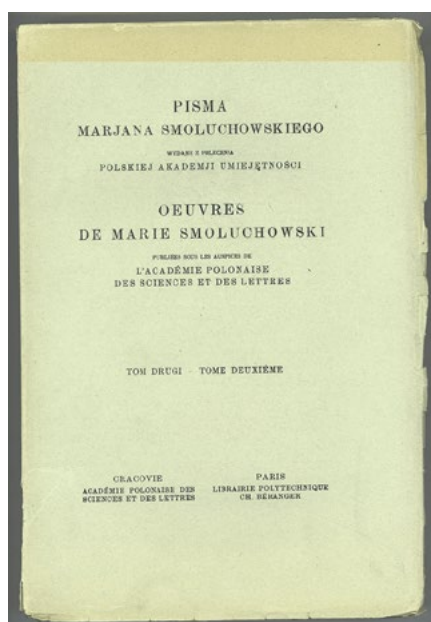 PISMA
MARJANA SMOLUCHOWSKIEGO
WYDANE Z POLECENIA
POLSKIEJ AKADEMJI UMIEJĘTNOŚCI
OEUVRES
DE MARIE SMOLUCHOWSKI
PUBLIÉES SOUS LES AUSPICES DE
L'ACADÉMIE POLONAISE
DES SCIENCES ET DES LETTRES
TOM DRUGI · TOME DEUXIÈME
CRACOVIE
ACADÉMIE POLONAISE DES
SCIENCES ET DES LETTRES
PARIS
LIBRAIRIE POLYTECHNIQUE
CH. BÉRANGER